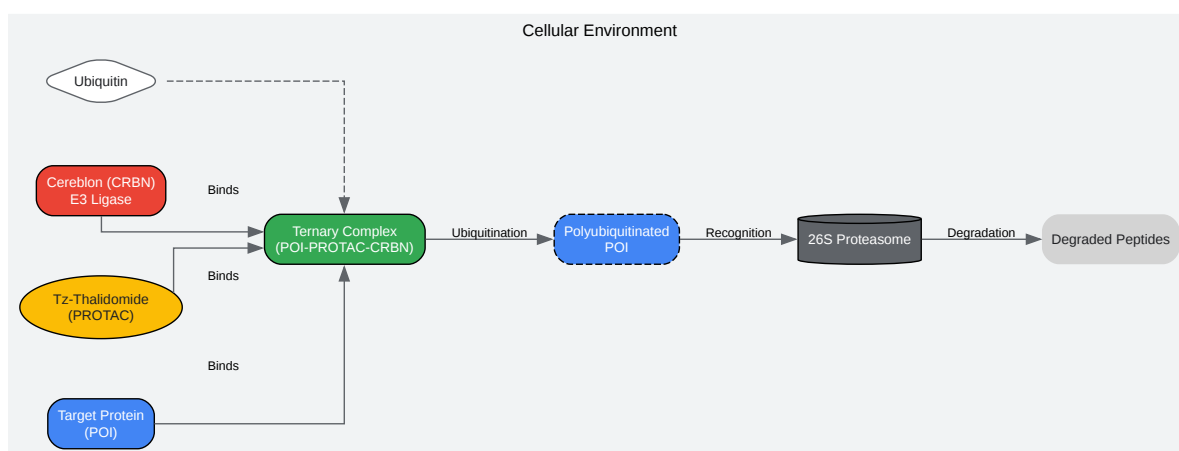 Cellular Environment
Ubiquitin
Cereblon (CRBN)
E3 Ligase
Binds
Ternary Complex
(POI-PROTAC-CRBN)
Ubiquitination
Polyubiquitinated
POI
Recognition
26S Proteasome
Degradation
Degraded Peptides
Binds
Tz-Thalidomide
(PROTAC)
Binds
Target Protein
(POI)